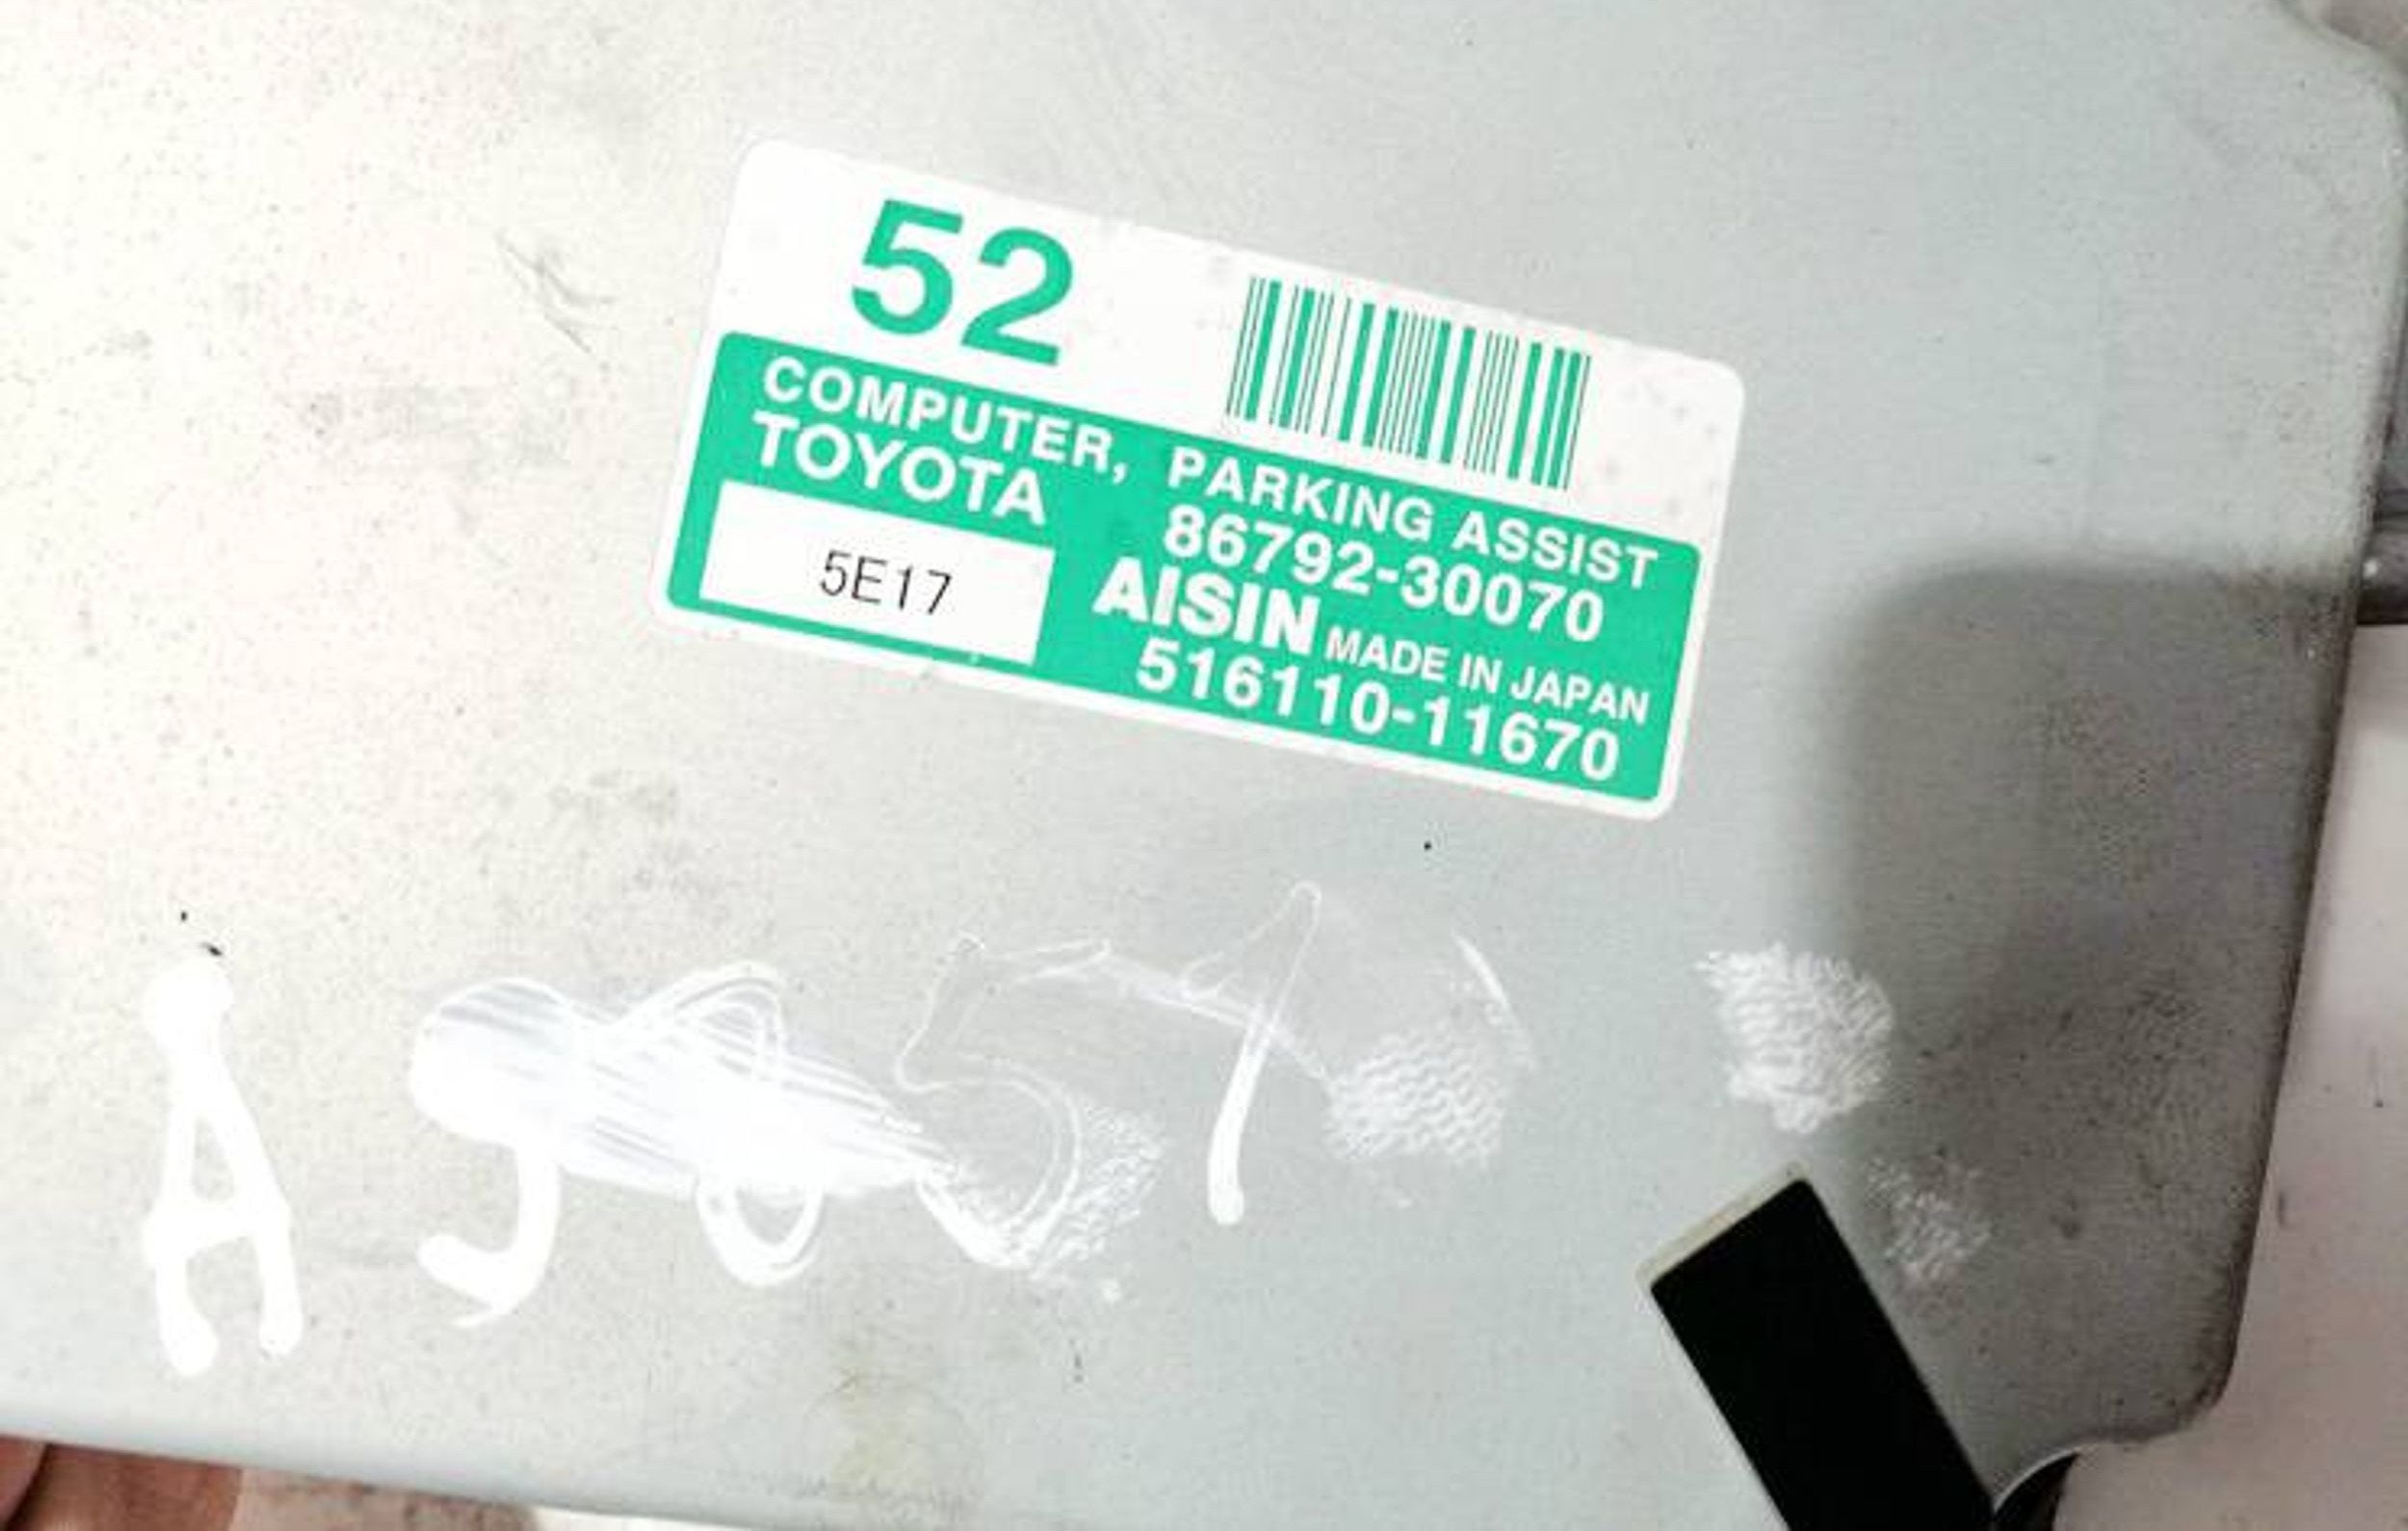 52
COMPUTER, PARKING ASSIST
TOYOTA 86792-30070
5E17 AISIN MADE IN JAPAN
516110-11670
A